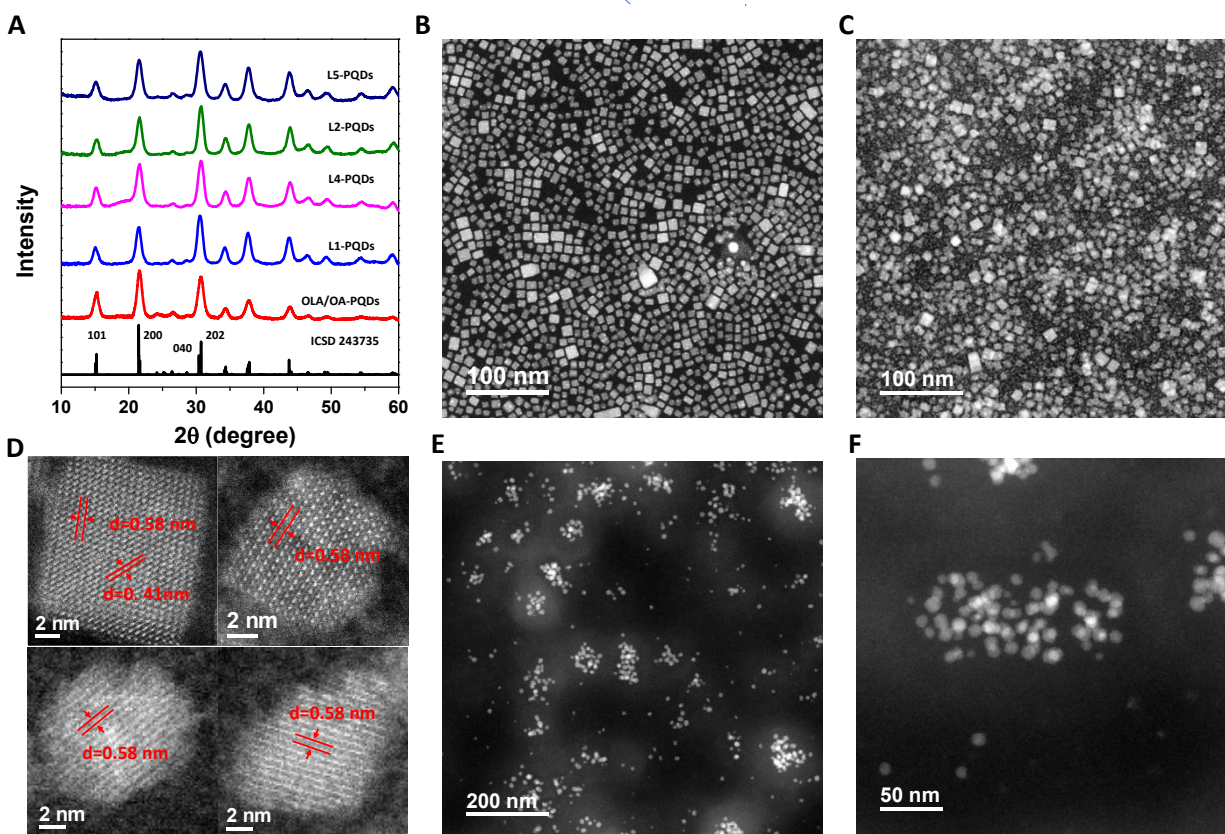 A
L5-PQDs
L2-PQDs
L4-PQDs
L1-PQDs
OLA/OA-PQDs
ICSD 243735
101
200
040
202
Intensity
10 20 30 40 50 60
2θ (degree)
B
100 nm
C
100 nm
D
d=0.58 nm
d=0. 41nm
2 nm
d=0.58 nm
2 nm
d=0.58 nm
2 nm
d=0.58 nm
2 nm
E
200 nm
F
50 nm